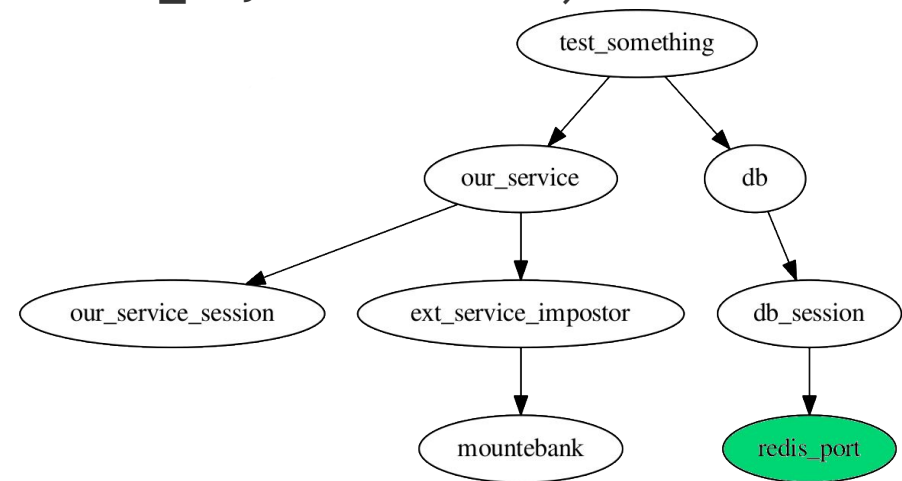 test_something
our_service
db
our_service_session
ext_service_impostor
db_session
mountebank
redis_port